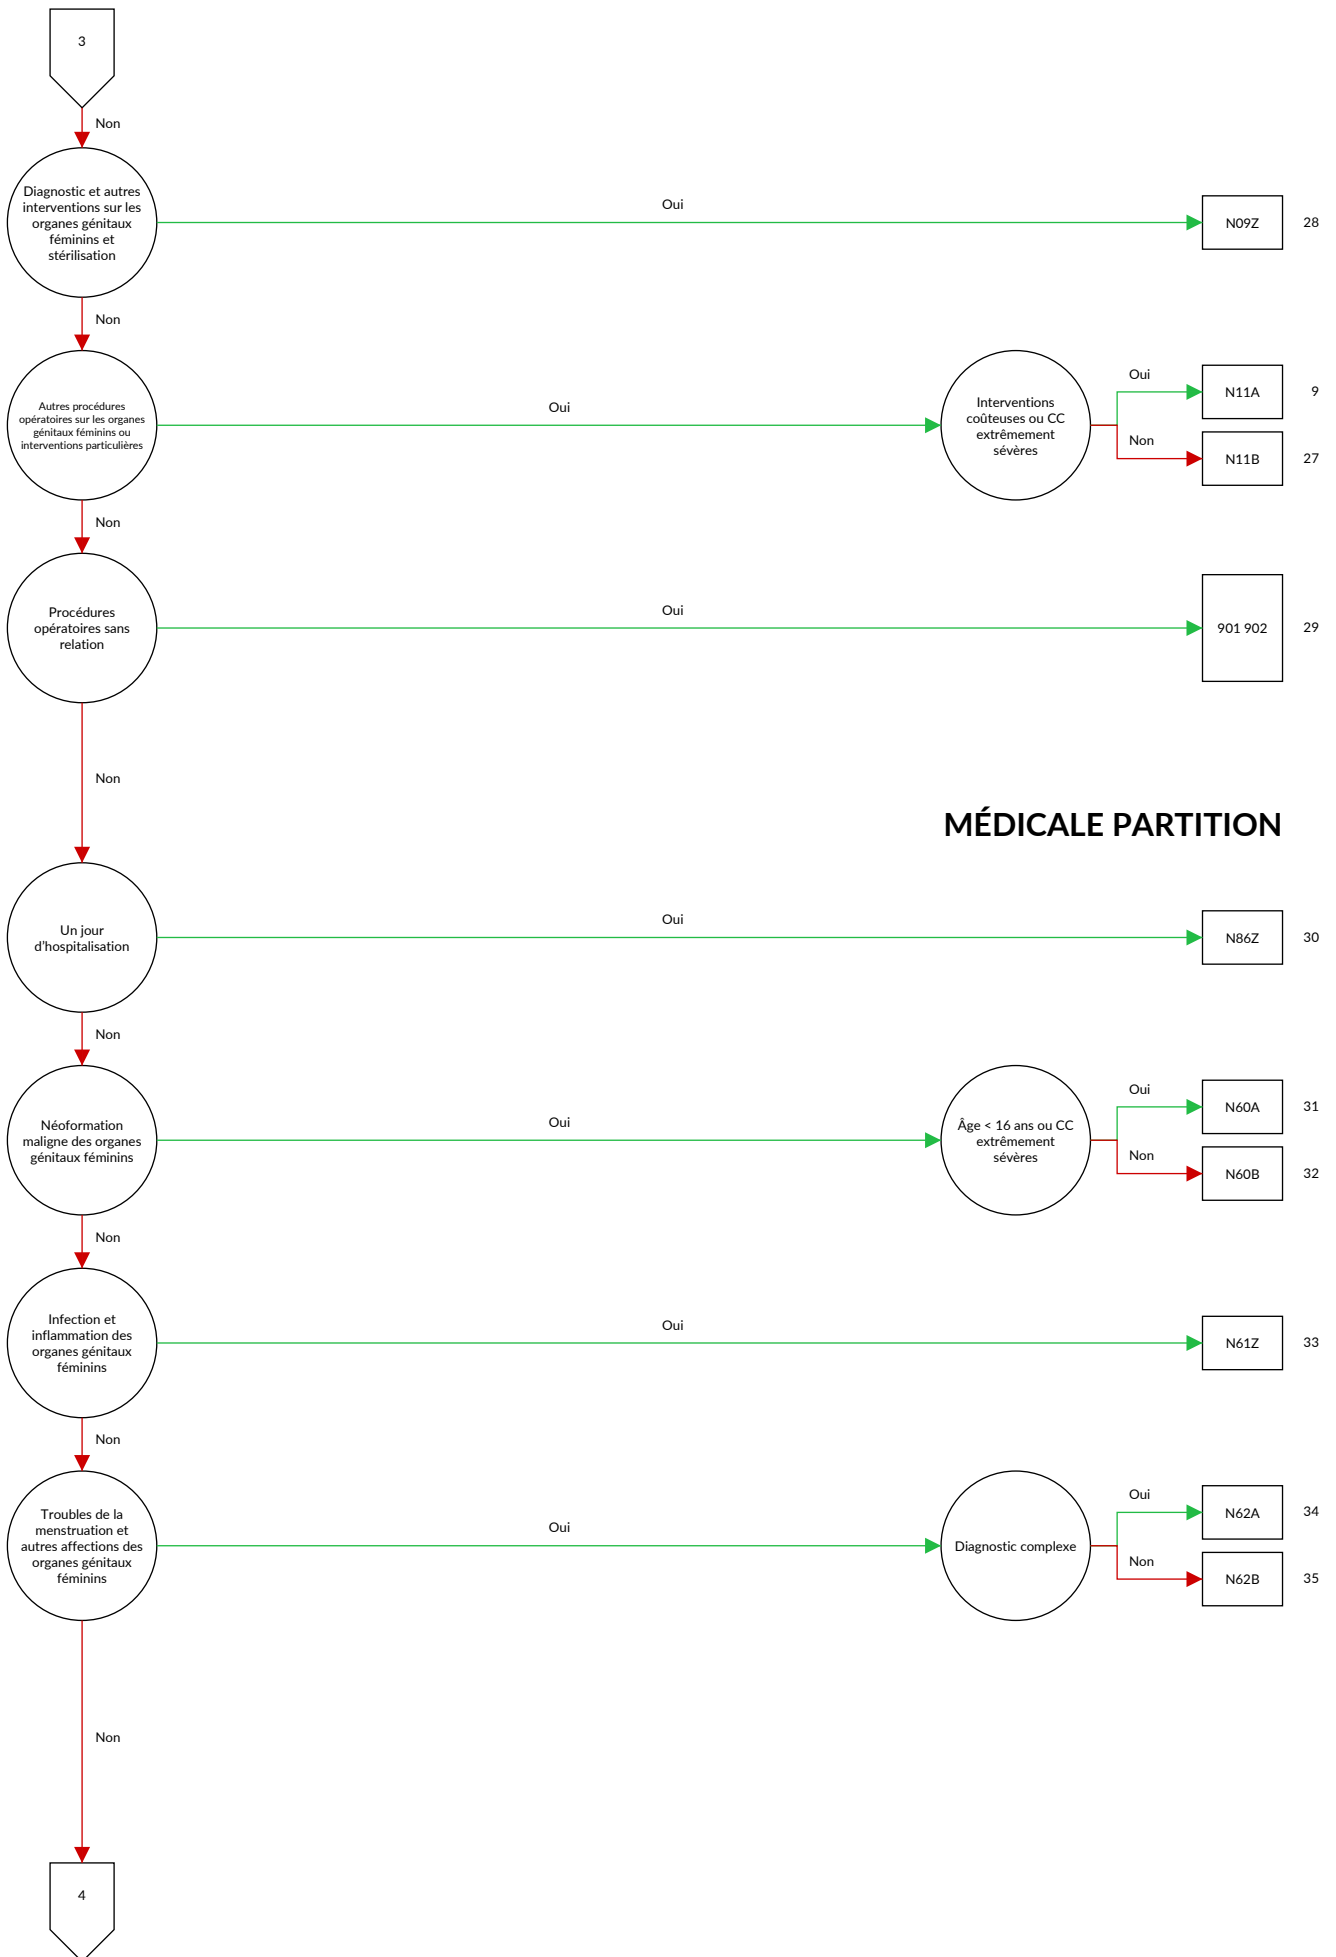 3
Non
Diagnostic et autres
interventions sur les
organes génitaux
féminins et
stérilisation
Oui
N09Z
28
Non
Autres procédures
opératoires sur les organes
génitaux féminins ou
interventions particulières
Oui
Interventions
coûteuses ou CC
extrêmement
sévères
Oui
N11A
9
Non
N11B
27
Non
Procédures
opératoires sans
relation
Oui
901 902
29
Non
MÉDICALE PARTITION
Un jour
d'hospitalisation
Oui
N86Z
30
Non
Néoformation
maligne des organes
génitaux féminins
Oui
Âge < 16 ans ou CC
extrêmement
sévères
Oui
N60A
31
Non
N60B
32
Non
Infection et
inflammation des
organes génitaux
féminins
Oui
N61Z
33
Non
Troubles de la
menstruation et
autres affections des
organes génitaux
féminins
Oui
Diagnostic complexe
Oui
N62A
34
Non
N62B
35
Non
4